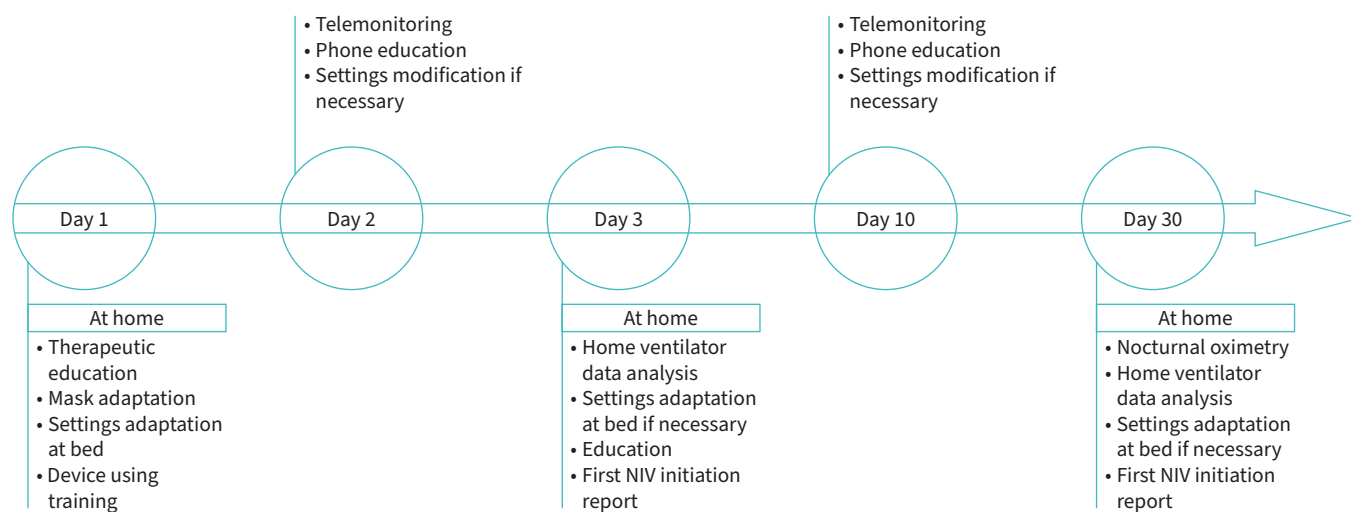 • Telemonitoring
• Phone education
• Settings modification if
necessary
• Telemonitoring
• Phone education
• Settings modification if
necessary
Day 1
Day 2
Day 3
Day 10
Day 30
At home
• Therapeutic
education
• Mask adaptation
• Settings adaptation
at bed
• Device using
training
At home
• Home ventilator
data analysis
• Settings adaptation
at bed if necessary
• Education
• First NIV initiation
report
At home
• Nocturnal oximetry
• Home ventilator
data analysis
• Settings adaptation
at bed if necessary
• First NIV initiation
report